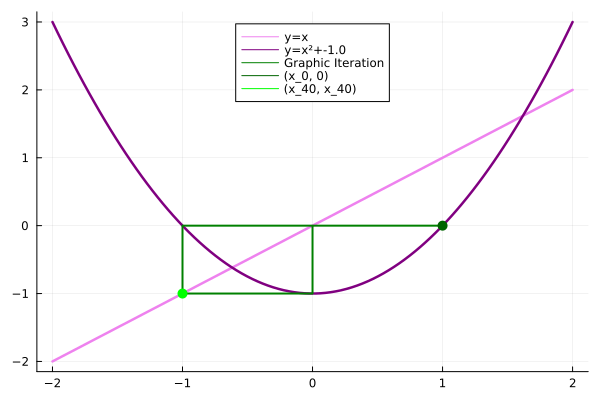 3
2
1
0
−1
−2
−2
−1
0
1
2
y=x
y=x²+-1.0
Graphic Iteration
(x_0, 0)
(x_40, x_40)